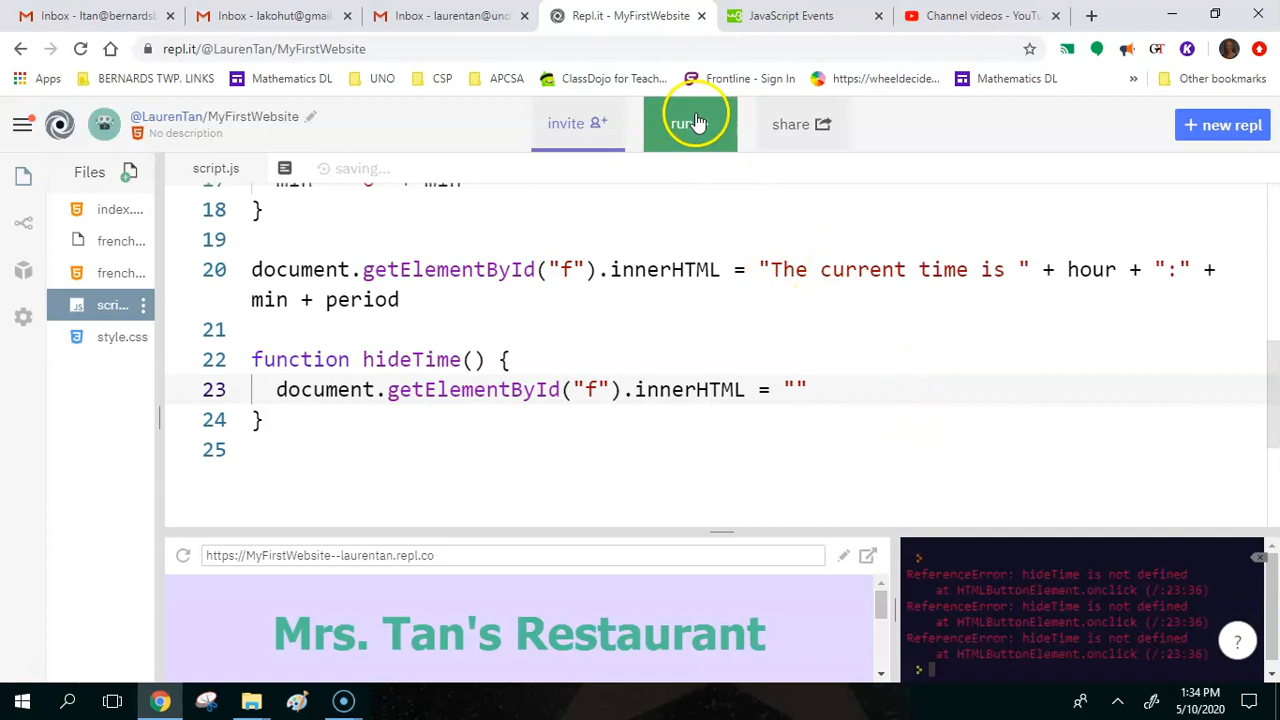 Inbox - ltan@bernardsb
Inbox - lakohut@gmail
Inbox - laurentan@uno
Repl.it - MyFirstWebsite
JavaScript Events
Channel videos - YouTu
repl.it/@LaurenTan/MyFirstWebsite
Apps
BERNARDS TWP. LINKS
Mathematics DL
UNO
CSP
APCSA
ClassDojo for Teac...
Frontline - Sign In
https://wheeldecide...
Mathematics DL
»
Other bookmarks
@LaurenTan/MyFirstWebsite
No description
invite
run
share
+ new repl
Files
script.js
saving...
index....
french...
french...
scri...
style.css
18 }
19
20 document.getElementById("f").innerHTML = "The current time is " + hour + ":" +
min + period
21
22 function hideTime() {
23 document.getElementById("f").innerHTML = ""
24 }
25
https://MyFirstWebsite--laurentan.repl.co
Mrs. Tan's Restaurant
ReferenceError: hideTime is not defined
at HTMLButtonElement.onclick (/:23:36)
ReferenceError: hideTime is not defined
at HTMLButtonElement.onclick (/:23:36)
ReferenceError: hideTime is not defined
at HTMLButtonElement.onclick (/:23:36)
?
1:34 PM
5/10/2020